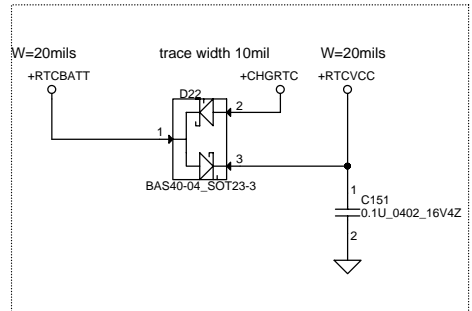 W=20mils
trace width 10mil
W=20mils
+RTCBATT
+CHGRTC
+RTCVCC
D22
2
1
3
BAS40-04_SOT23-3
1
C151
0.1U_0402_16V4Z
2